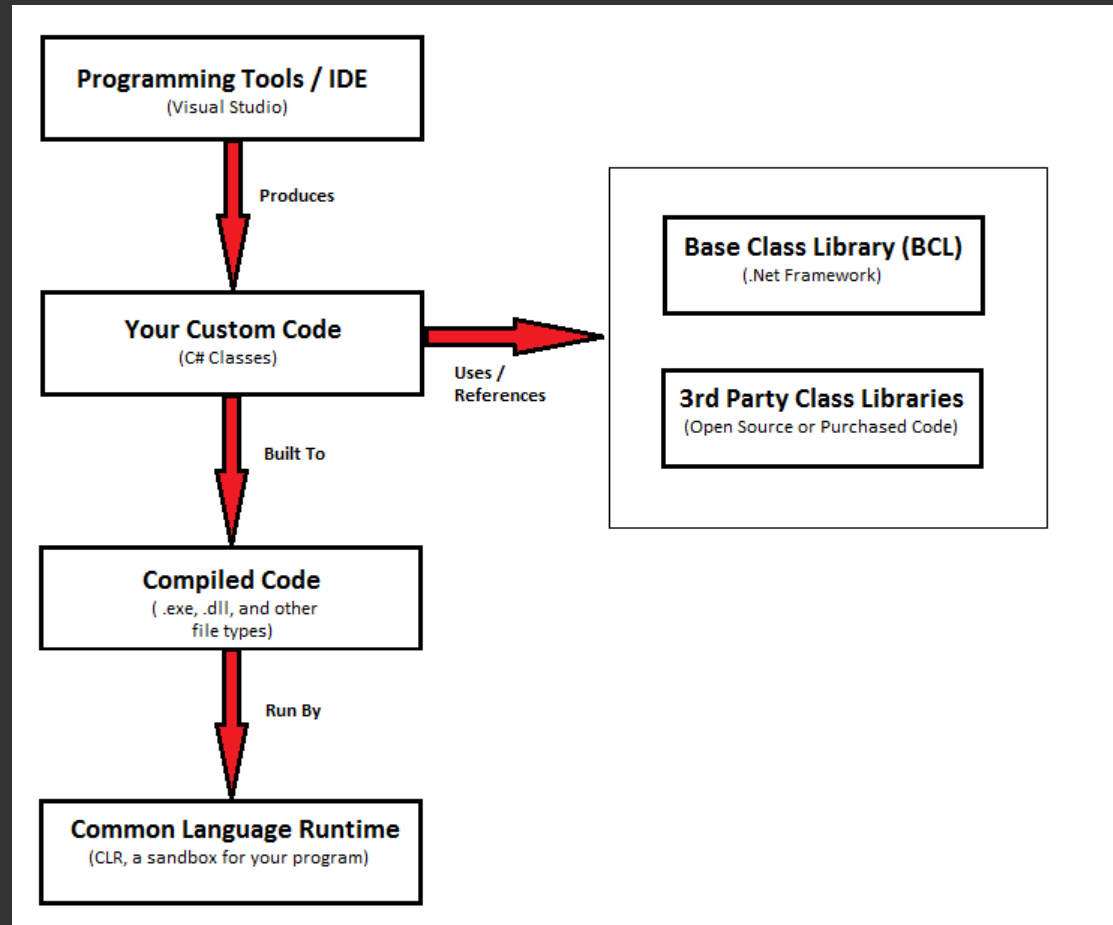 Programming Tools / IDE
(Visual Studio)
Produces
Your Custom Code
(C# Classes)
Uses /
References
Base Class Library (BCL)
(.Net Framework)
3rd Party Class Libraries
(Open Source or Purchased Code)
Built To
Compiled Code
( .exe, .dll, and other
file types)
Run By
Common Language Runtime
(CLR, a sandbox for your program)